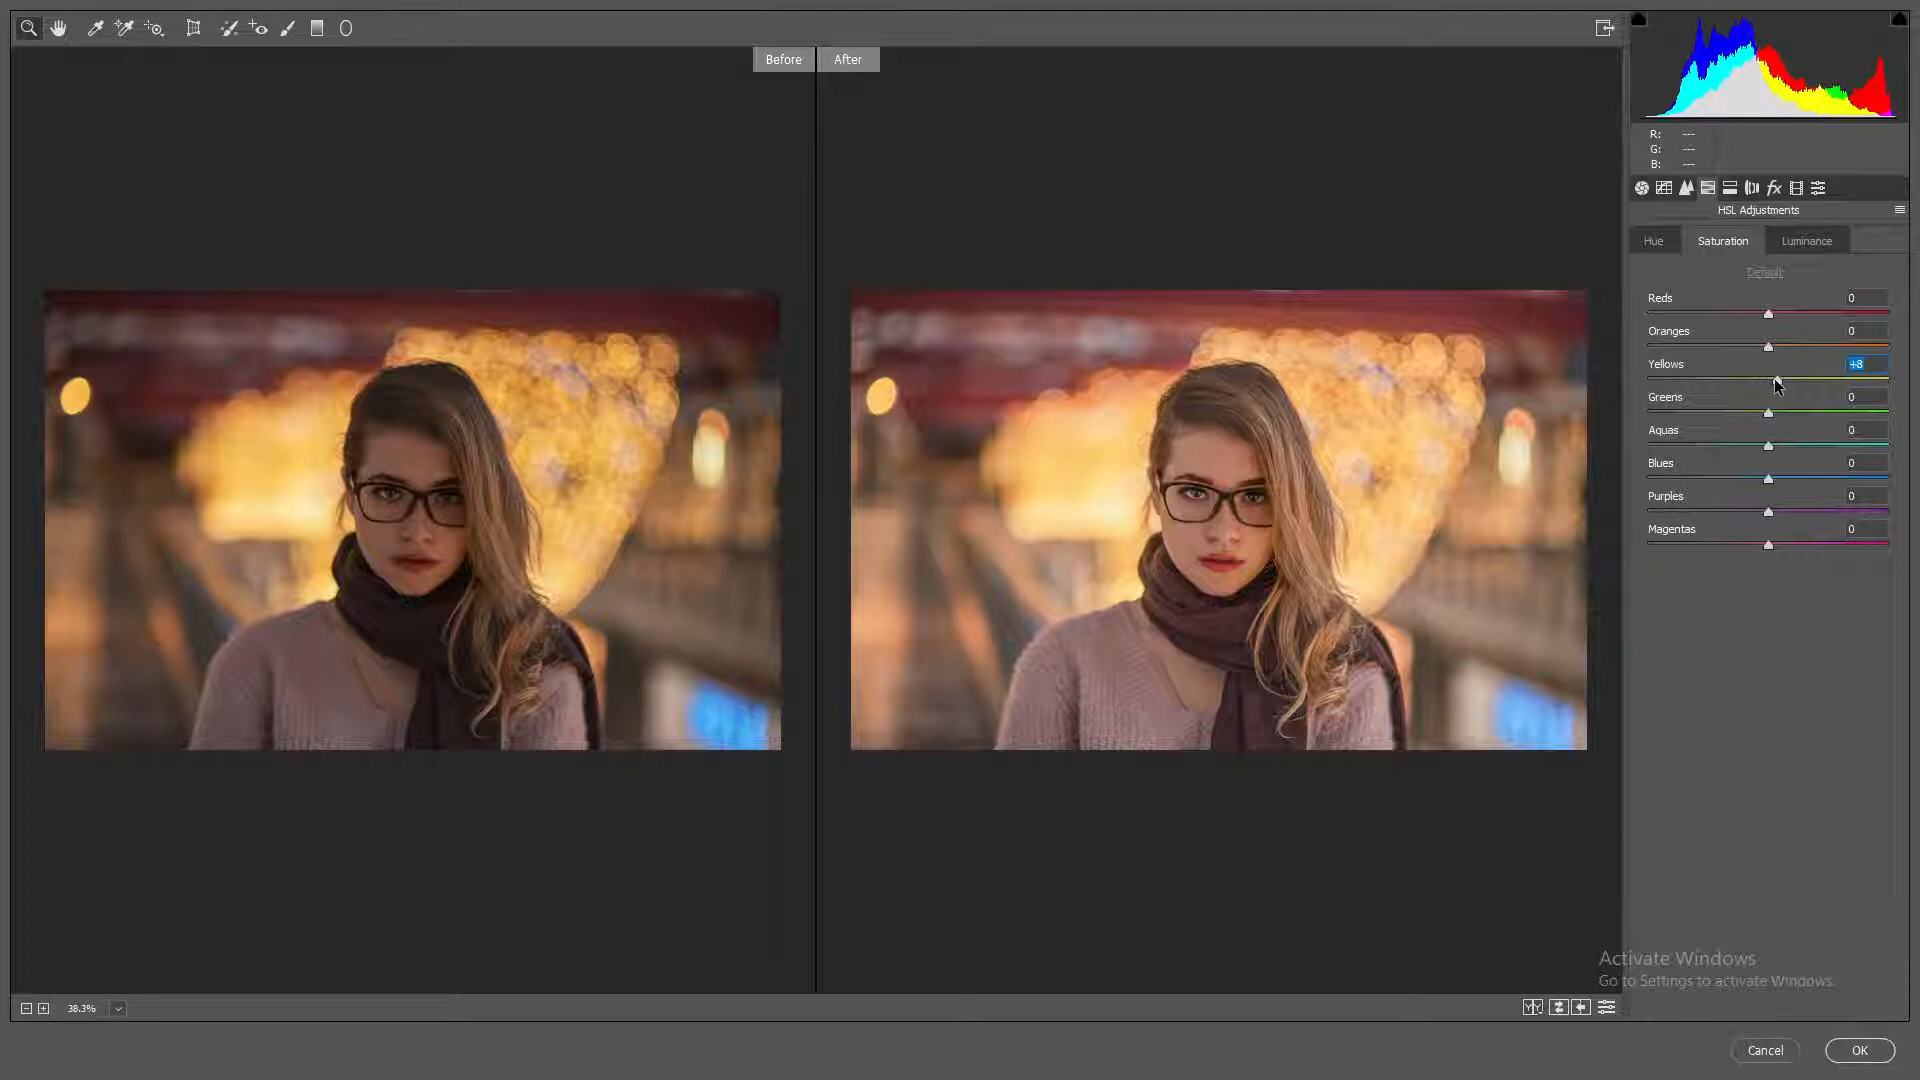 Before After
R: ---
G: ---
B: ---
fx
HSL Adjustments
Hue Saturation Luminance
Default
Reds 0
Oranges 0
Yellows +8
Greens 0
Aquas 0
Blues 0
Purples 0
Magentas 0
Activate Windows
Go to Settings to activate Windows.
38.3%
Y Y
Cancel OK